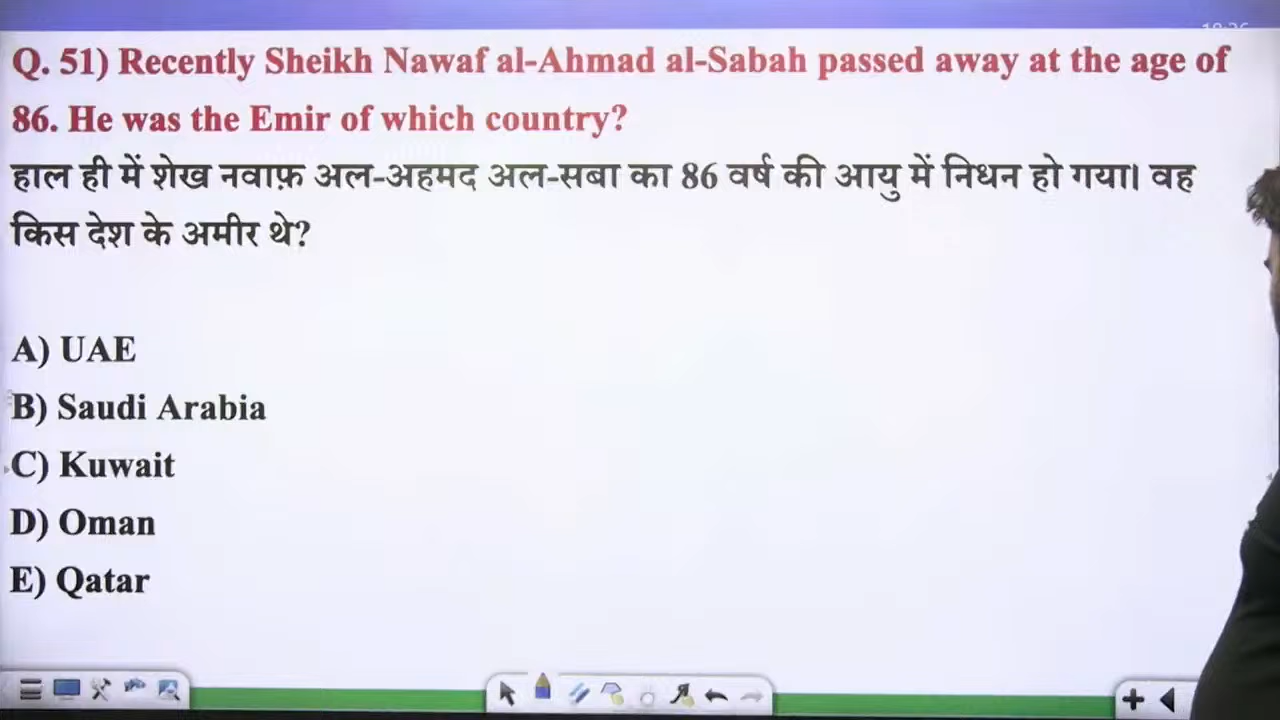 Q. 51) Recently Sheikh Nawaf al-Ahmad al-Sabah passed away at the age of
86. He was the Emir of which country?
हाल ही में शेख नवाफ़ अल-अहमद अल-सबा का 86 वर्ष की आयु में निधन हो गया। वह
किस देश के अमीर थे?
A) UAE
B) Saudi Arabia
C) Kuwait
D) Oman
E) Qatar